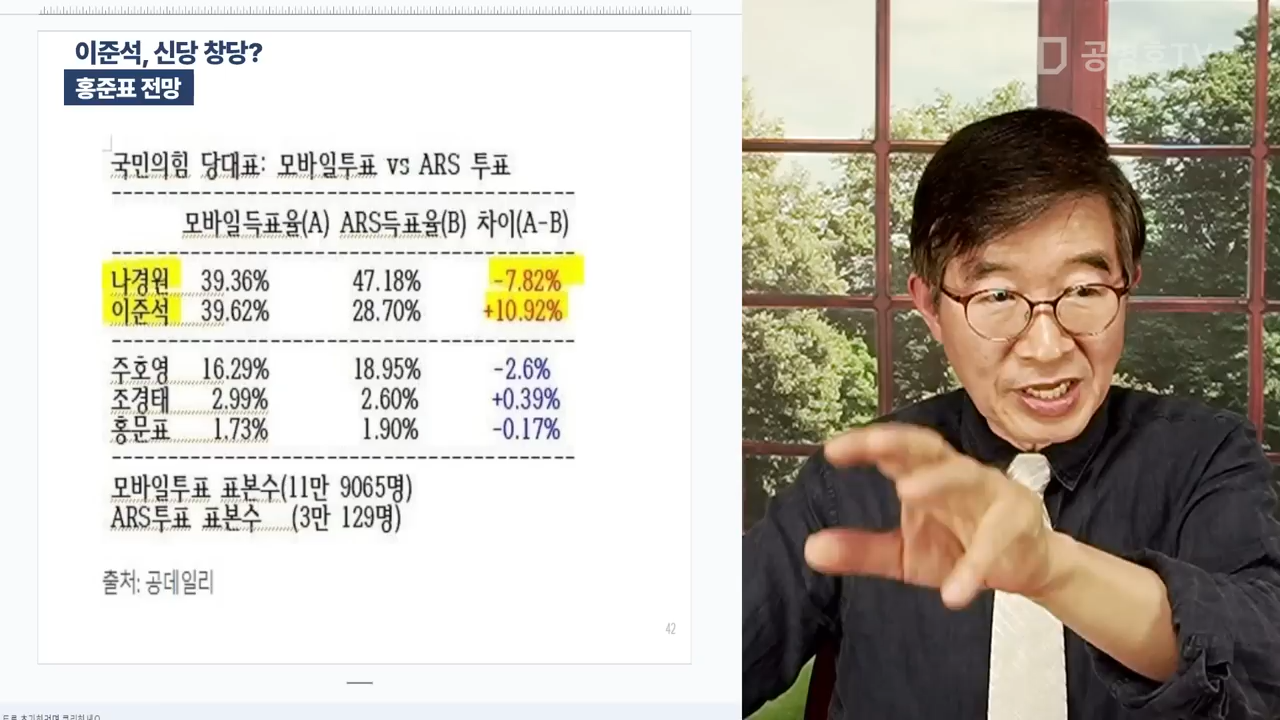 이준석, 신당 창당?
홍준표 전망
공병호TV
국민의힘 당대표: 모바일투표 vs ARS 투표
모바일득표율(A) ARS득표율(B) 차이(A-B)
나경원 39.36% 47.18% -7.82%
이준석 39.62% 28.70% +10.92%
주호영 16.29% 18.95% -2.6%
조경태 2.99% 2.60% +0.39%
홍문표 1.73% 1.90% -0.17%
모바일투표 표본수(11만 9065명)
ARS투표 표본수 (3만 129명)
출처: 공데일리
42